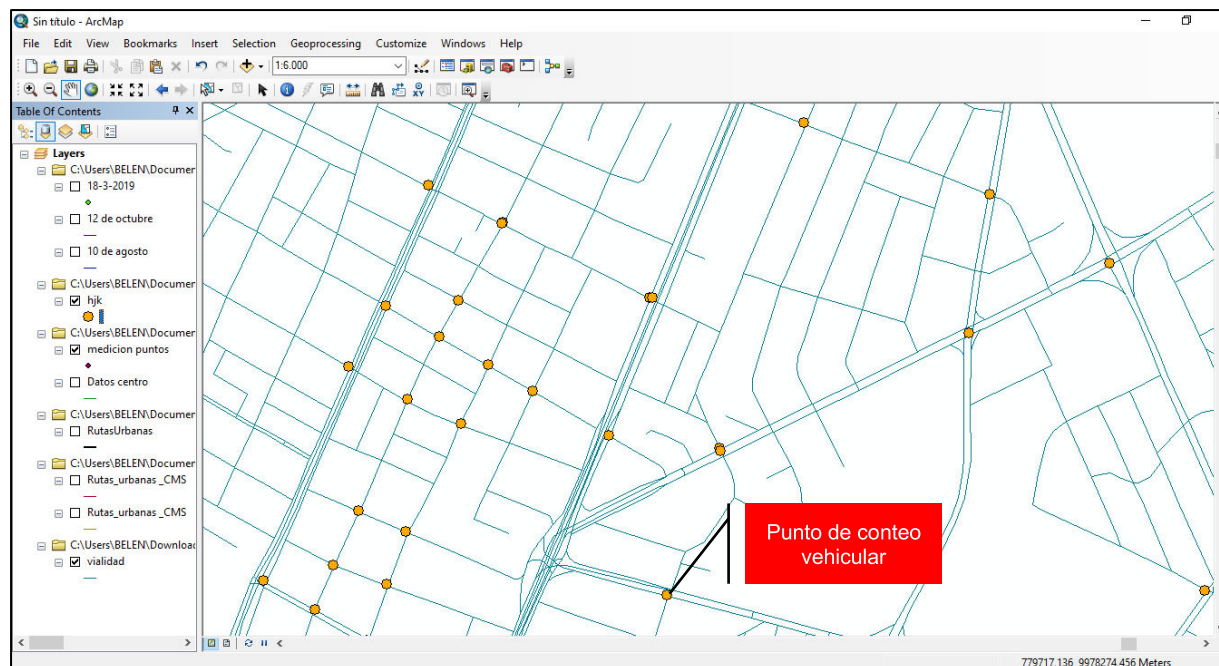 Sin título - ArcMap
File Edit View Bookmarks Insert Selection Geoprocessing Customize Windows Help
1:6.000
Table Of Contents
Layers
C:\Users\BELEN\Documer
18-3-2019
12 de octubre
10 de agosto
C:\Users\BELEN\Documer
hjk
C:\Users\BELEN\Documer
medicion puntos
Datos centro
C:\Users\BELEN\Documer
RutasUrbanas
C:\Users\BELEN\Documer
Rutas_urbanas _CMS
Rutas_urbanas _CMS
C:\Users\BELEN\Downloa
vialidad
Punto de conteo
vehicular
779717,136 9978274,456 Meters